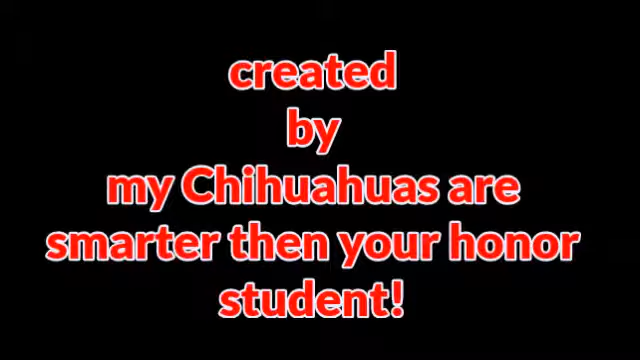 created
by
my Chihuahuas are
smarter then your honor
student!